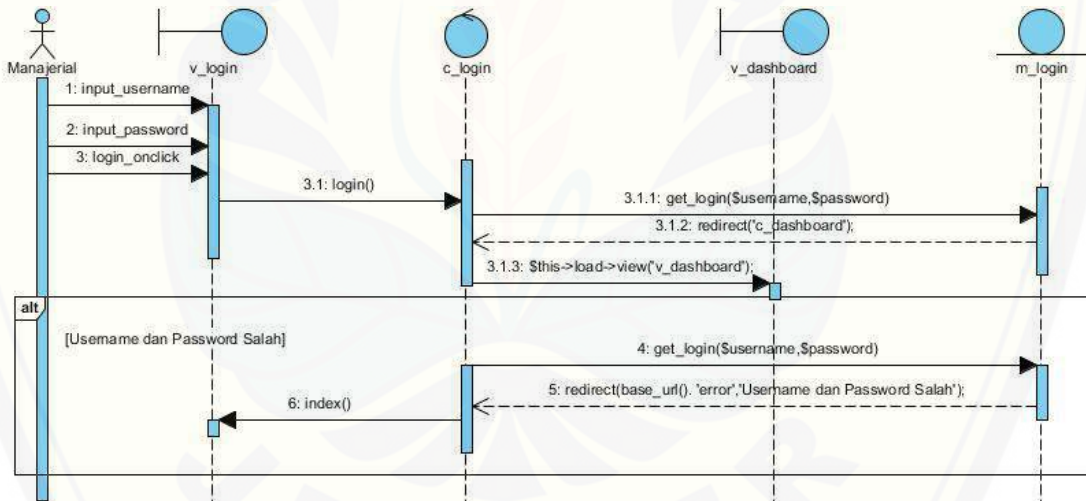 Manajerial
v_login
c_login
v_dashboard
m_login
1: input_username
2: input_password
3: login_onclick
3.1: login()
3.1.1: get_login($username,$password)
3.1.2: redirect('c_dashboard');
3.1.3: $this->load->view("v_dashboard");
alt
[Username dan Password Salah]
4: get_login($username,$password)
5: redirect(base_url(). 'error','Username dan Password Salah');
6: index()